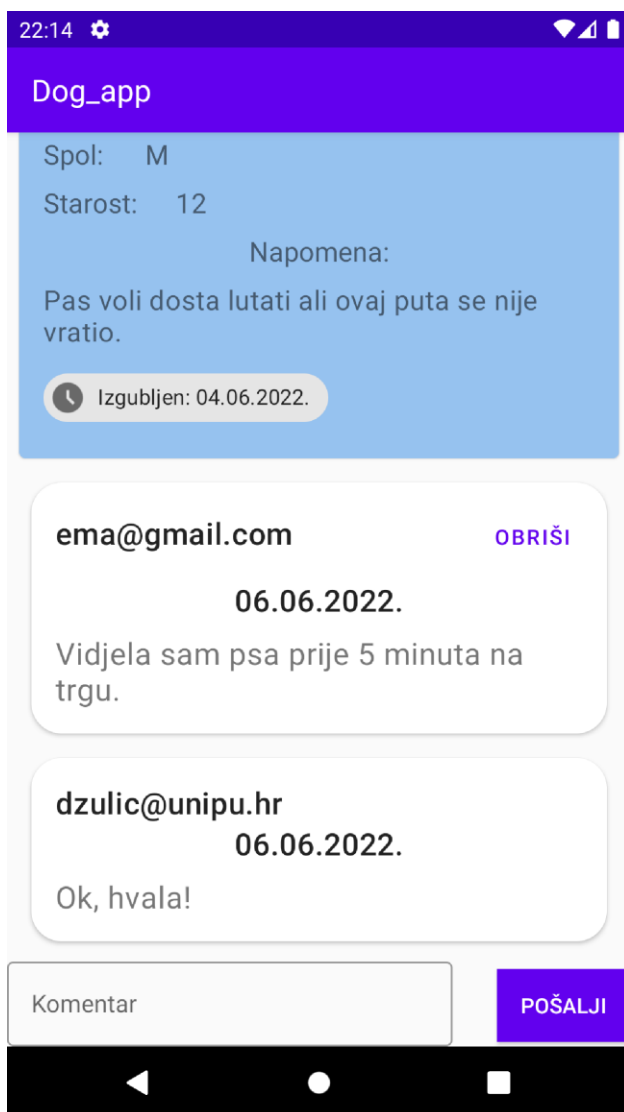 22:14
Dog_app
Spol: M
Starost: 12
Napomena:
Pas voli dosta lutati ali ovaj puta se nije
vratio.
Izgubljen: 04.06.2022.
ema@gmail.com OBRIŠI
06.06.2022.
Vidjela sam psa prije 5 minuta na
trgu.
dzulic@unipu.hr
06.06.2022.
Ok, hvala!
Komentar POŠALJI